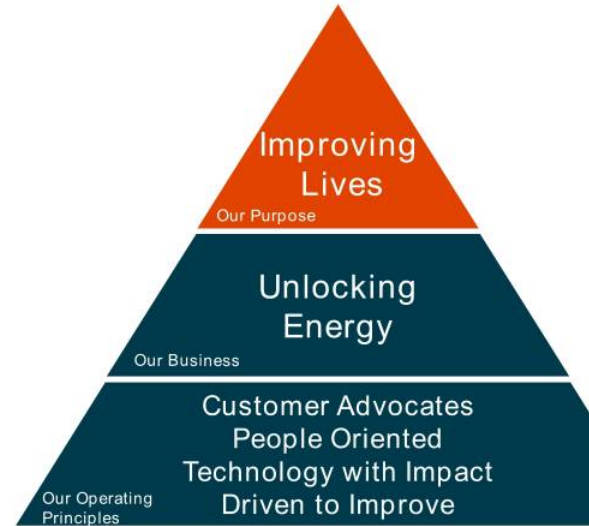 Improving
Lives
Our Purpose
Unlocking
Energy
Our Business
Customer Advocates
People Oriented
Technology with Impact
Driven to Improve
Our Operating
Principles